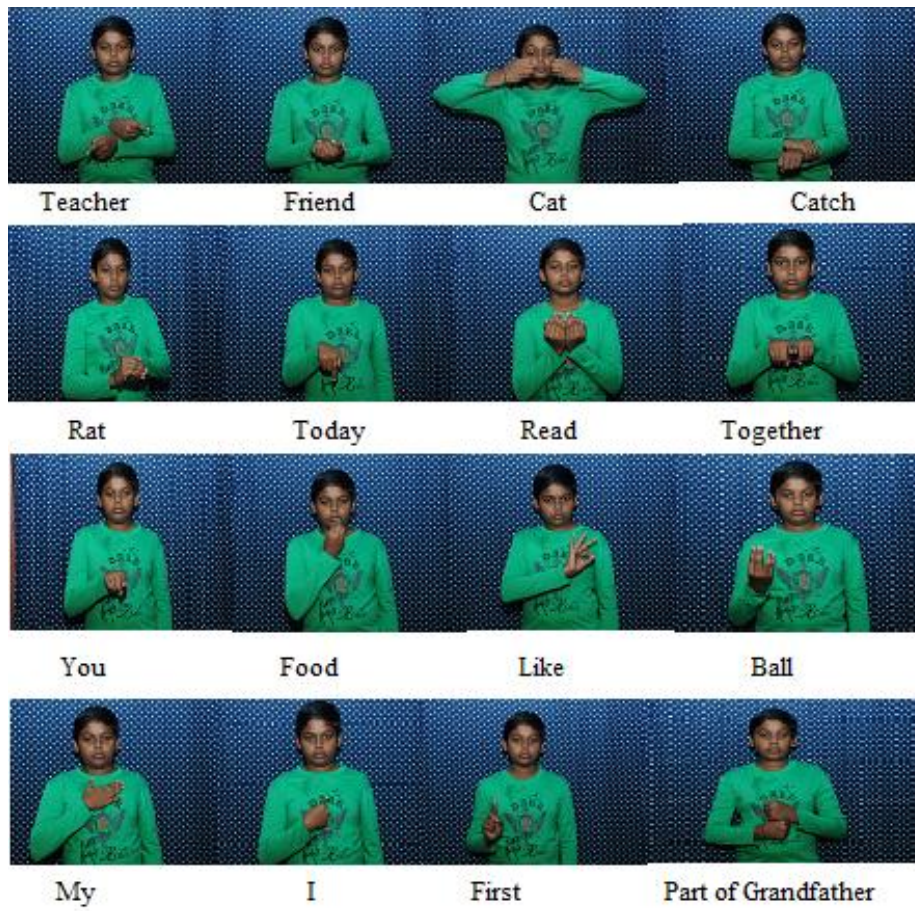 Teacher Friend Cat Catch
Rat Today Read Together
You Food Like Ball
My I First Part of Grandfather